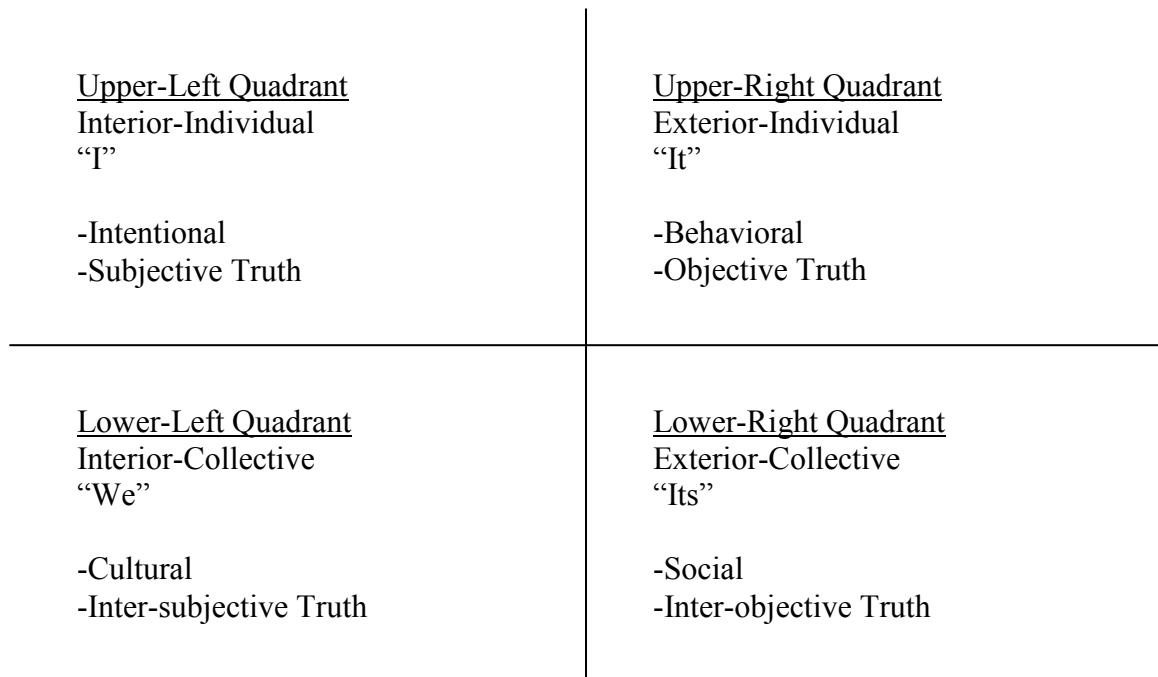 Upper-Left Quadrant
Interior-Individual
“I”
-Intentional
-Subjective Truth
Upper-Right Quadrant
Exterior-Individual
“It”
-Behavioral
-Objective Truth
Lower-Left Quadrant
Interior-Collective
“We”
-Cultural
-Inter-subjective Truth
Lower-Right Quadrant
Exterior-Collective
“Its”
-Social
-Inter-objective Truth